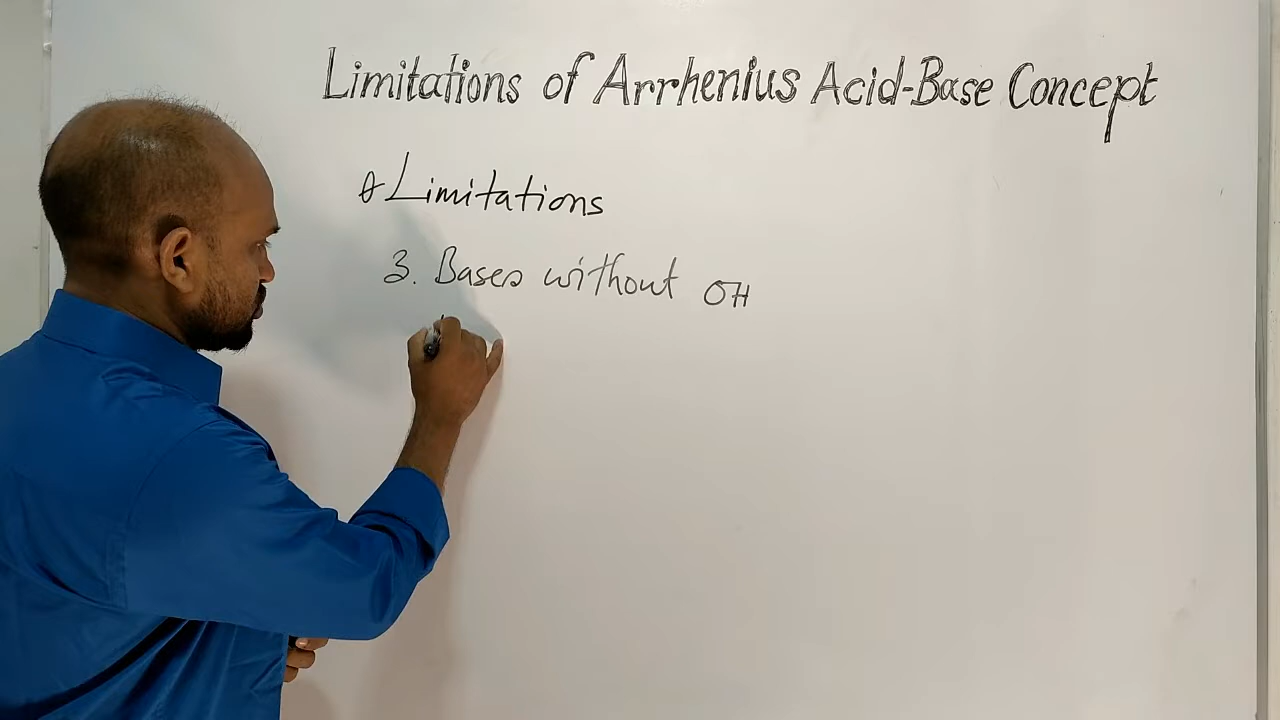 Limitations of Arrhenius Acid-Base Concept
Limitations
3. Bases without OH